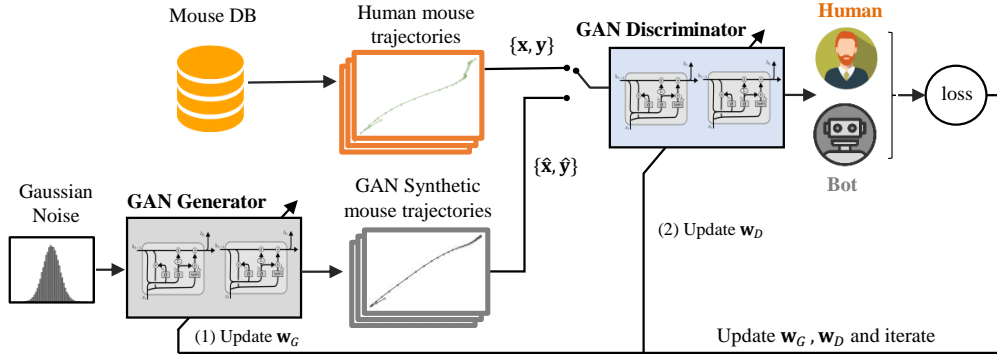 Mouse DB
Human mouse
trajectories
{𝐱, 𝐲}
GAN Discriminator
Human
loss
Bot
{𝐱̂, 𝐲̂}
Gaussian
Noise
GAN Generator
GAN Synthetic
mouse trajectories
(2) Update 𝐰_D
(1) Update 𝐰_G
Update 𝐰_G , 𝐰_D and iterate